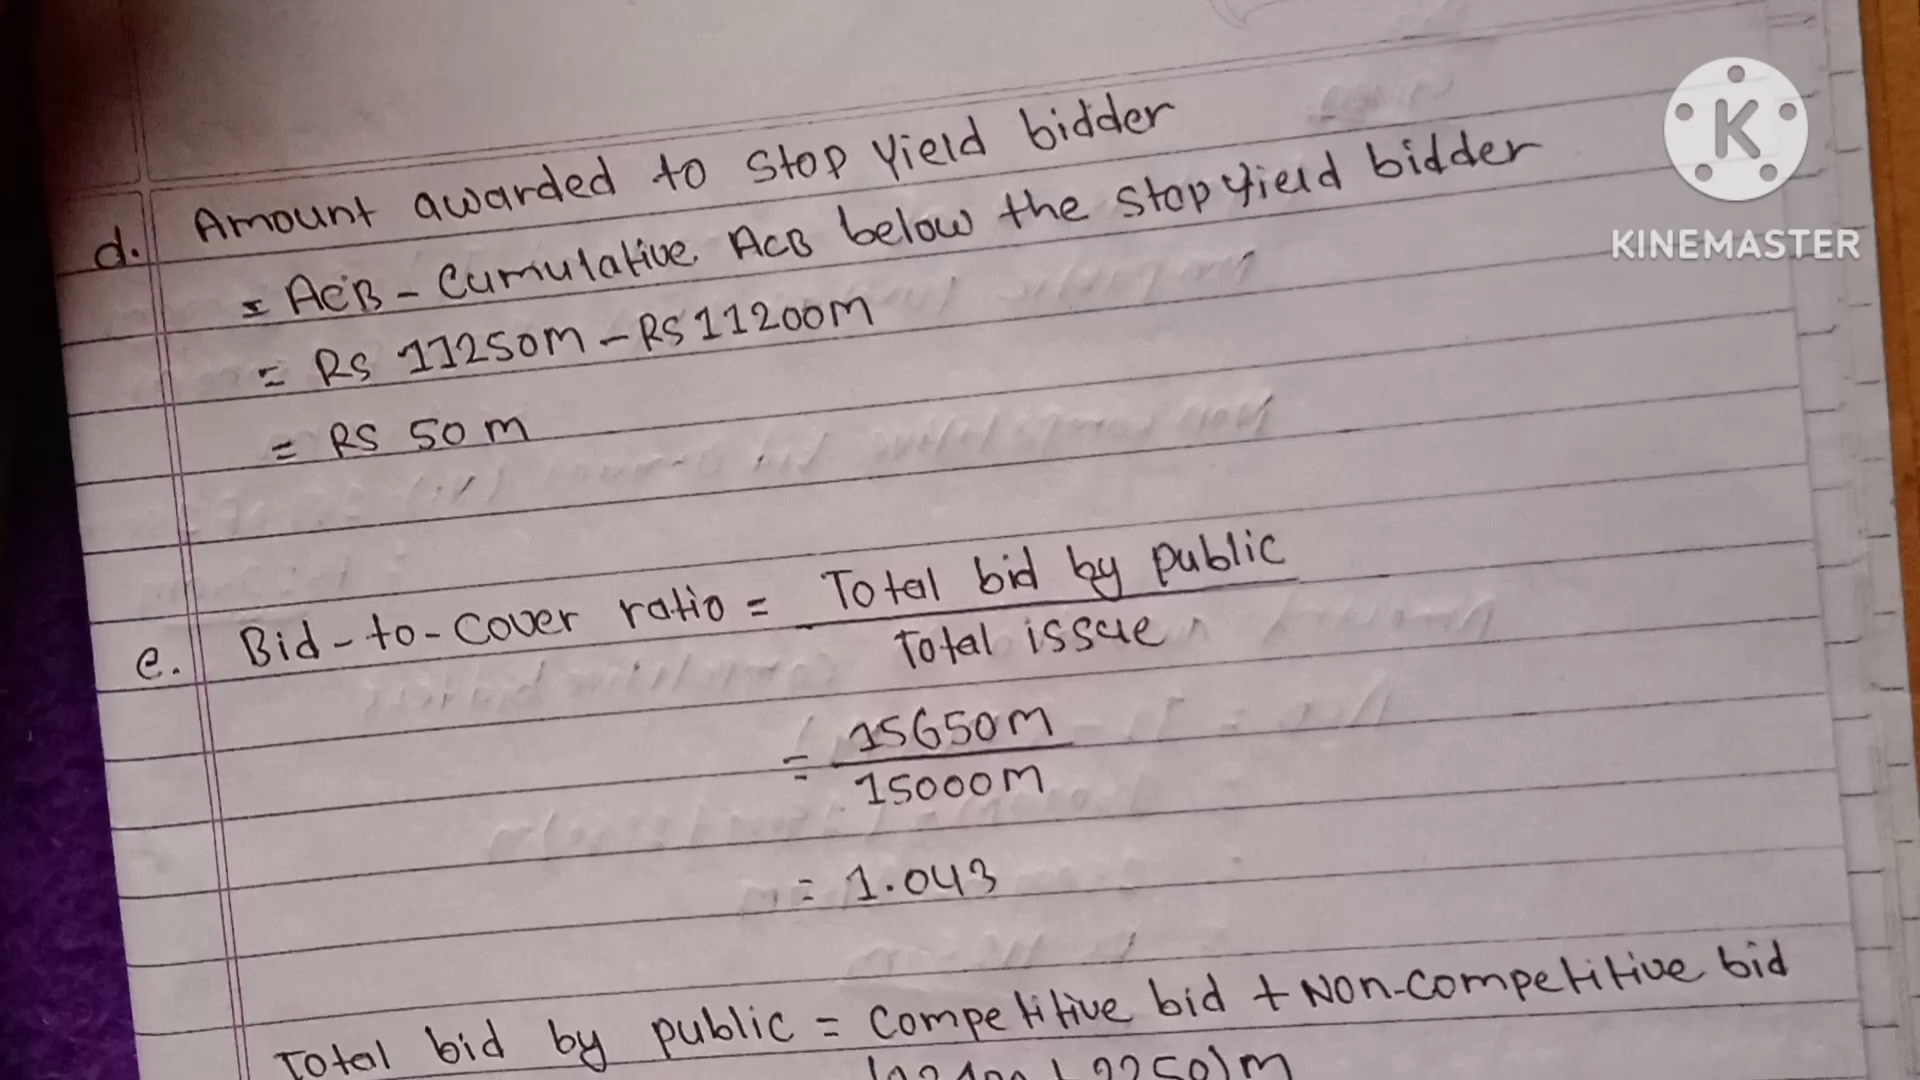 d. Amount awarded to stop yield bidder
= ACB - Cumulative ACB below the stop yield bidder
= RS 11250M - RS 11200M
= RS 50 M
e. Bid-to-Cover ratio = Total bid by public
Total issue
= 15650M
15000M
= 1.043
Total bid by public = Competitive bid + Non-competitive bid
K
KINEMASTER